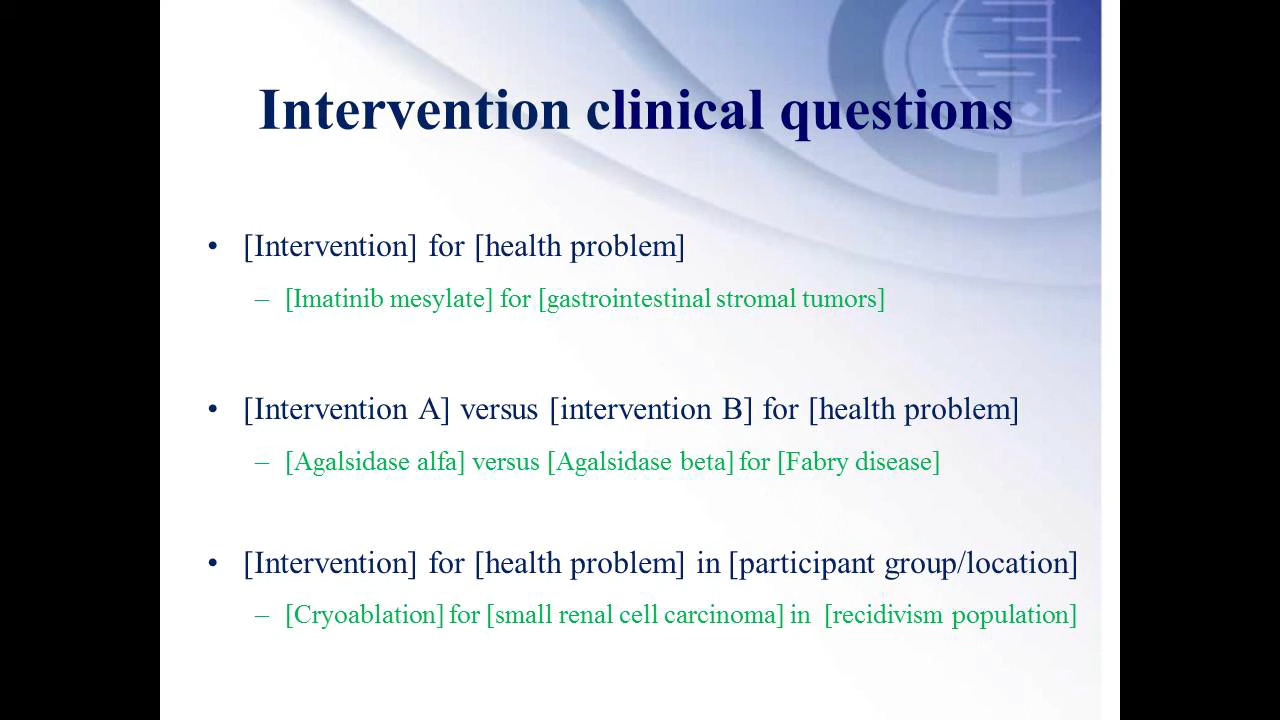 Intervention clinical questions
• [Intervention] for [health problem]
– [Imatinib mesylate] for [gastrointestinal stromal tumors]
• [Intervention A] versus [intervention B] for [health problem]
– [Agalsidase alfa] versus [Agalsidase beta] for [Fabry disease]
• [Intervention] for [health problem] in [participant group/location]
– [Cryoablation] for [small renal cell carcinoma] in [recidivism population]